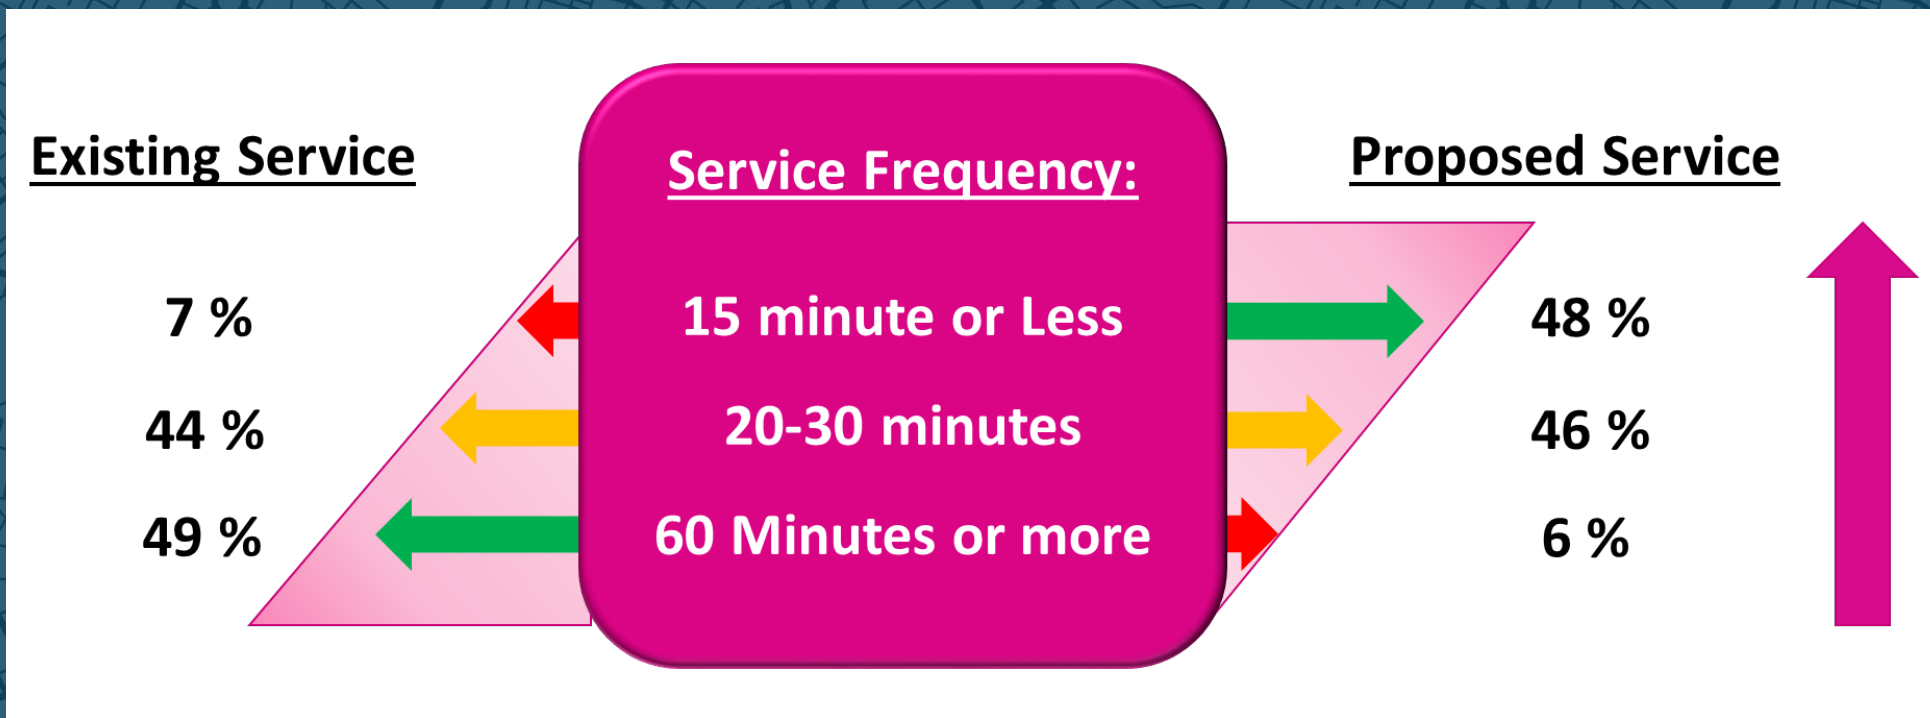 Existing Service
Service Frequency:
Proposed Service
7 %
15 minute or Less
48 %
44 %
20-30 minutes
46 %
49 %
60 Minutes or more
6 %